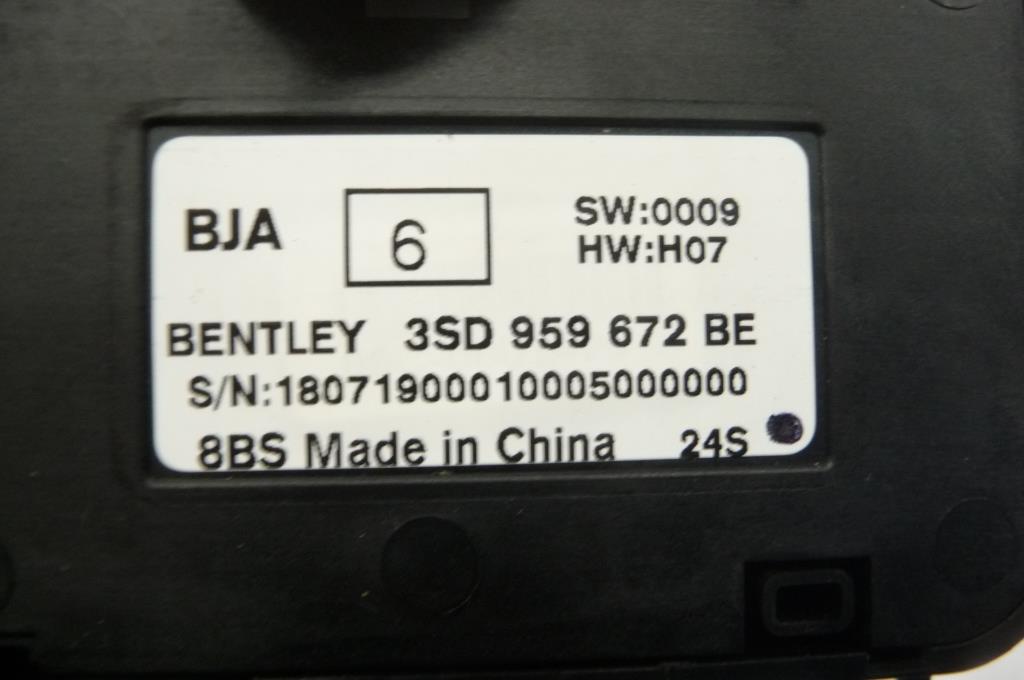 BJA 6 SW:0009
HW:H07
BENTLEY 3SD 959 672 BE
S/N:18071900010005000000
8BS Made in China 24S